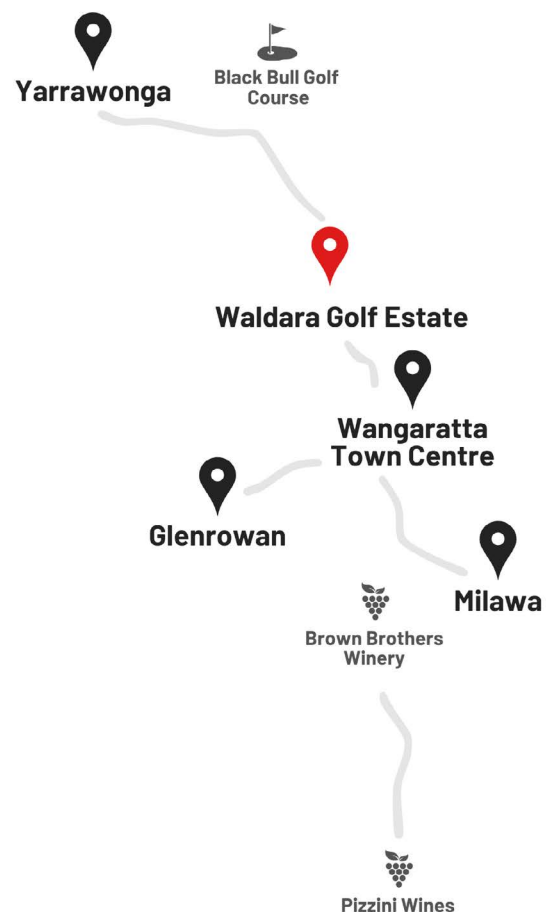 Yarrawonga
Black Bull Golf
Course
Waldara Golf Estate
Wangaratta
Town Centre
Glenrowan
Milawa
Brown Brothers
Winery
Pizzini Wines